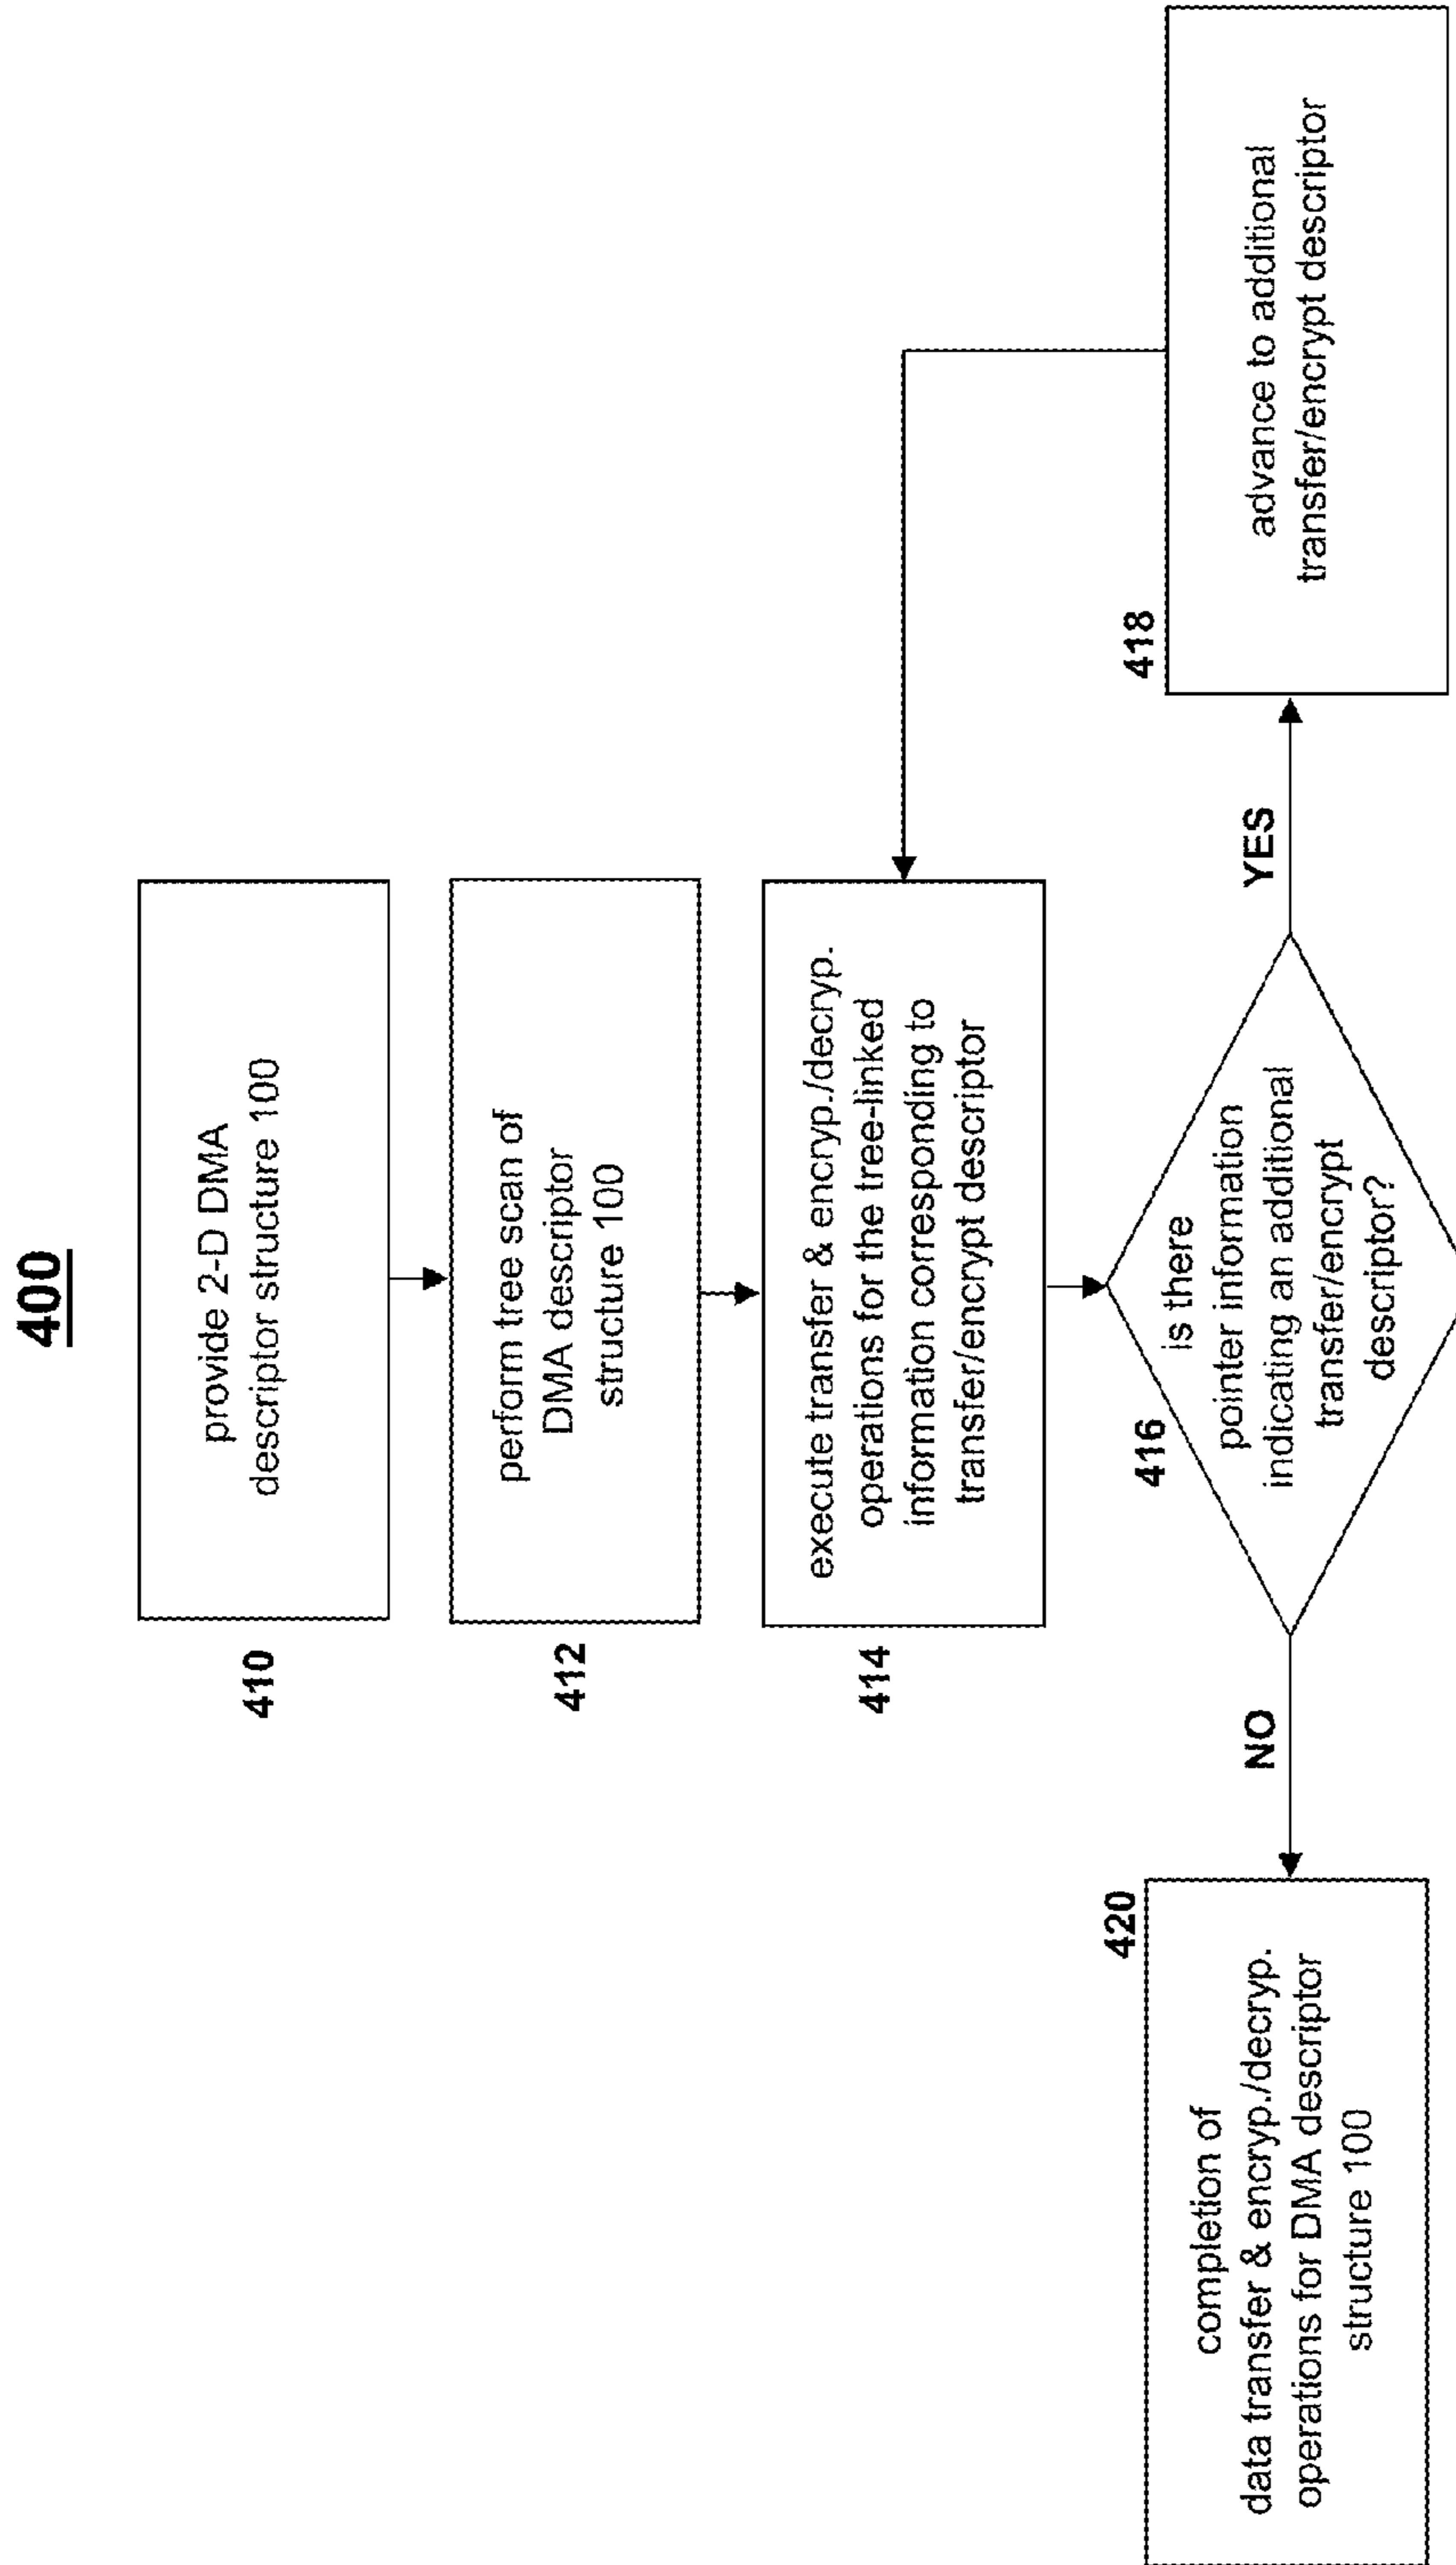 400
410
provide 2-D DMA
descriptor structure 100
412
perform tree scan of
DMA descriptor
structure 100
414
execute transfer & encryp./decryp.
operations for the tree-linked
information corresponding to
transfer/encrypt descriptor
416
is there
pointer information
indicating an additional
transfer/encrypt
descriptor?
YES
418
advance to additional
transfer/encrypt descriptor
NO
420
completion of
data transfer & encryp./decryp.
operations for DMA descriptor
structure 100